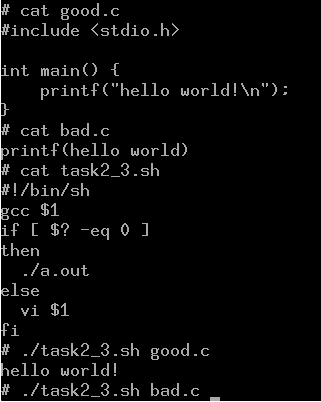 # cat good.c
#include <stdio.h>

int main() {
    printf("hello world!\n");
}
# cat bad.c
printf(hello world)
# cat task2_3.sh
#!/bin/sh
gcc $1
if [ $? -eq 0 ]
then
  ./a.out
else
  vi $1
fi
# ./task2_3.sh good.c
hello world!
# ./task2_3.sh bad.c